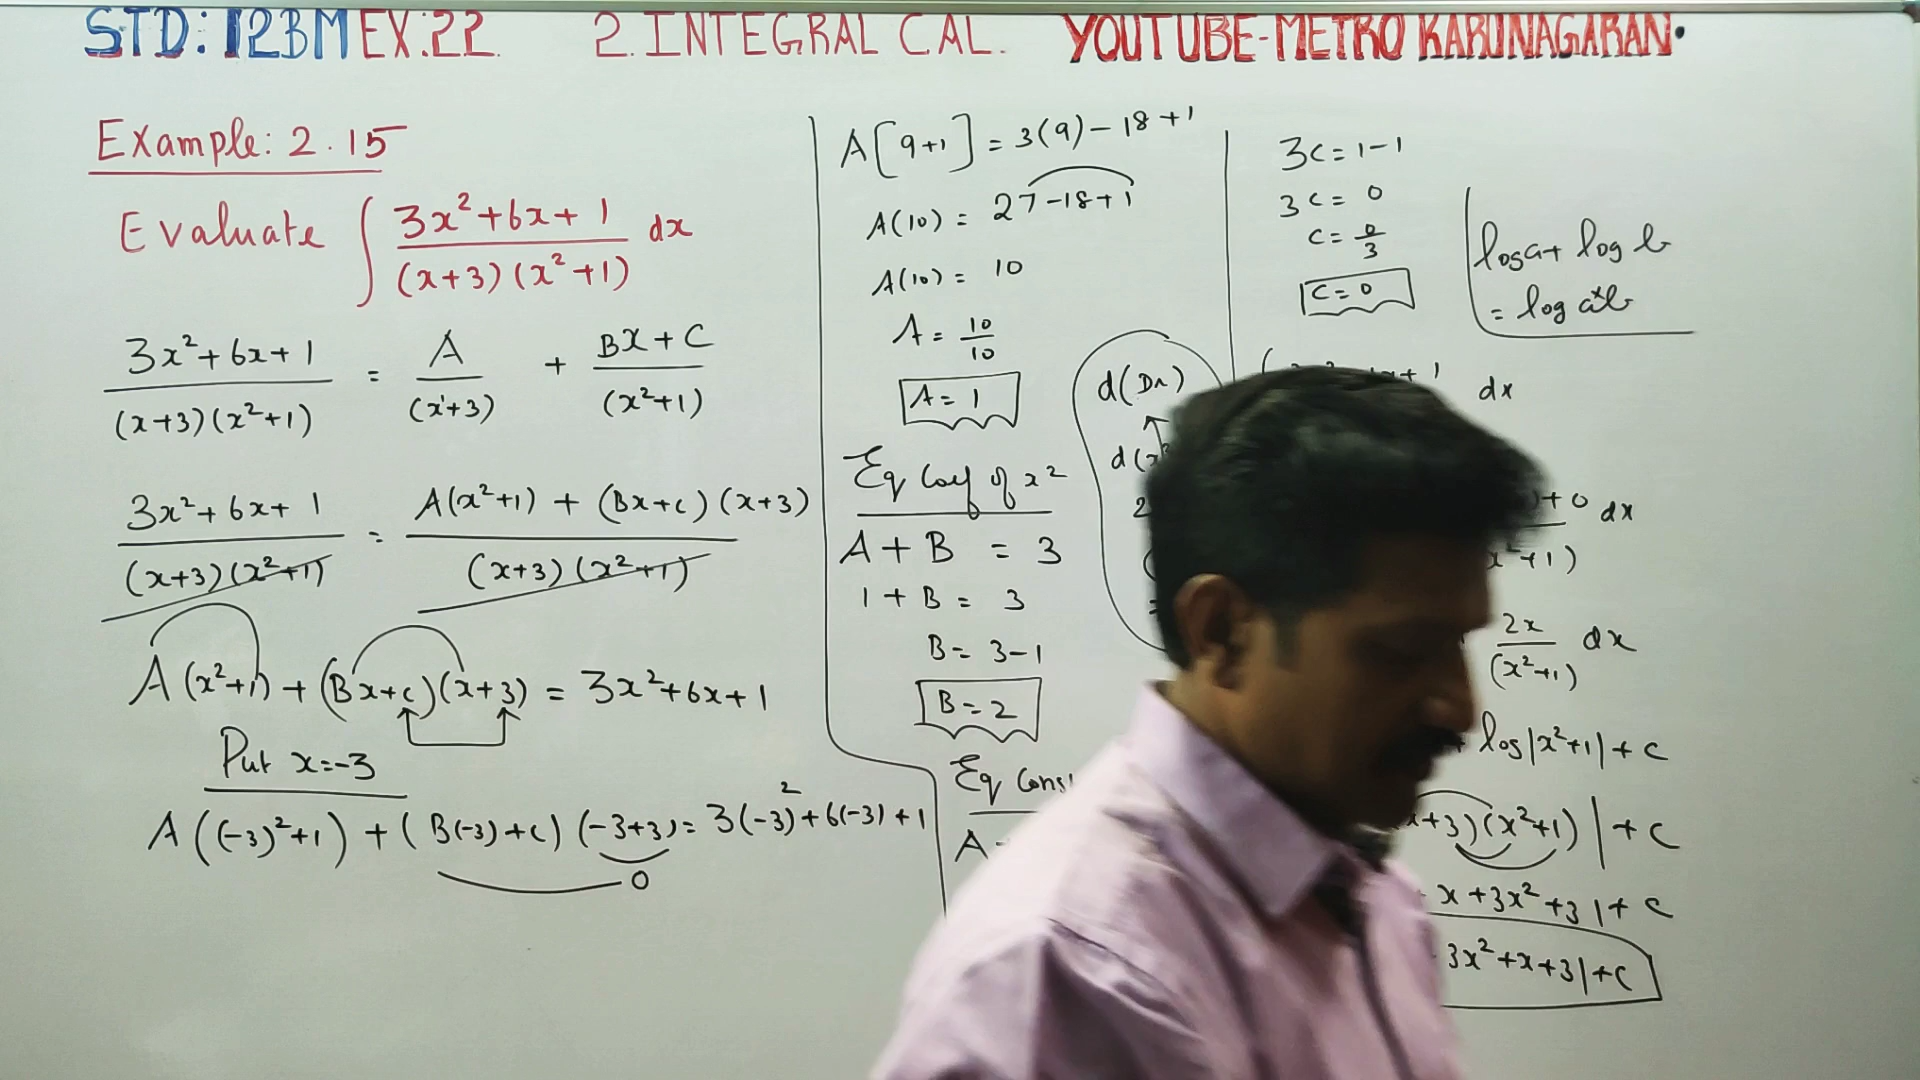 STD: 12BM EX:22. 2. INTEGRAL CAL. YOUTUBE-METRO KARUNAGARAN.
Example: 2.15
Evaluate ∫ 3x²+6x+1 / (x+3)(x²+1) dx
3x²+6x+1 / (x+3)(x²+1) = A / (x+3) + Bx+C / (x²+1)
3x²+6x+1 / (x+3)(x²+1) = A(x²+1) + (Bx+c)(x+3) / (x+3)(x²+1)
A(x²+1) + (Bx+c)(x+3) = 3x²+6x+1
Put x=-3
A((-3)²+1) + (B(-3)+c)(-3+3) = 3(-3)²+6(-3)+1
0
A[9+1] = 3(9)-18+1
A(10) = 27-18+1
A(10) = 10
A = 10/10
A = 1
Eq Coef of x²
A + B = 3
1 + B = 3
B = 3-1
B = 2
Eq
A
d(Dr)
3c = 1-1
3c = 0
c = 0/3
c = 0
log a + log b
= log a×b
dx
+0 dx
2x / (x²+1) dx
log|x²+1| + c
+3)(x²+1)| + c
x+3x²+3|+c
3x²+x+3|+c